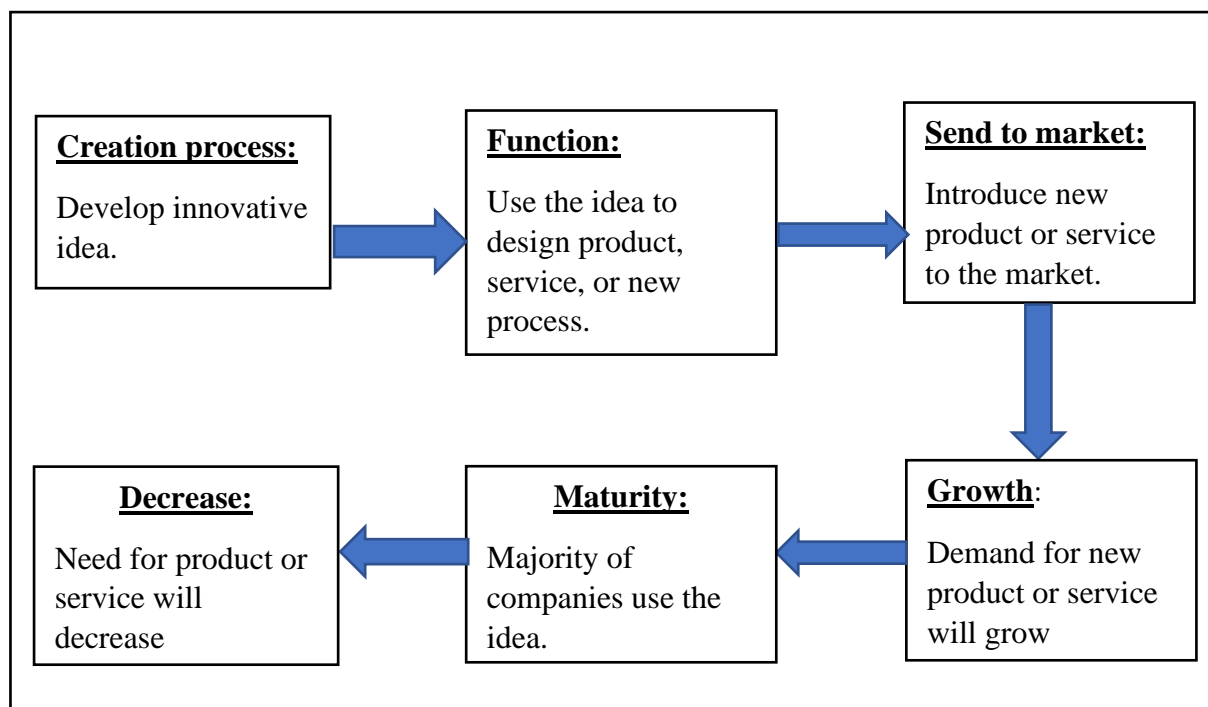 Creation process:
Develop innovative
idea.
Function:
Use the idea to
design product,
service, or new
process.
Send to market:
Introduce new
product or service
to the market.
Growth:
Demand for new
product or service
will grow
Maturity:
Majority of
companies use the
idea.
Decrease:
Need for product or
service will
decrease